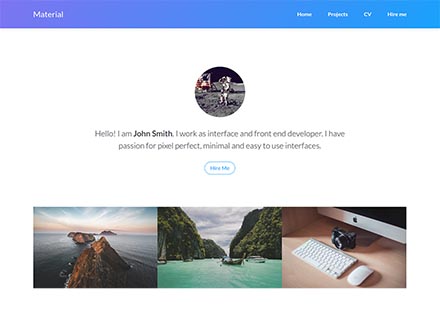 Material
Home Projects CV Hire me
Hello! I am John Smith. I work as interface and front end developer. I have
passion for pixel perfect, minimal and easy to use interfaces.
Hire Me